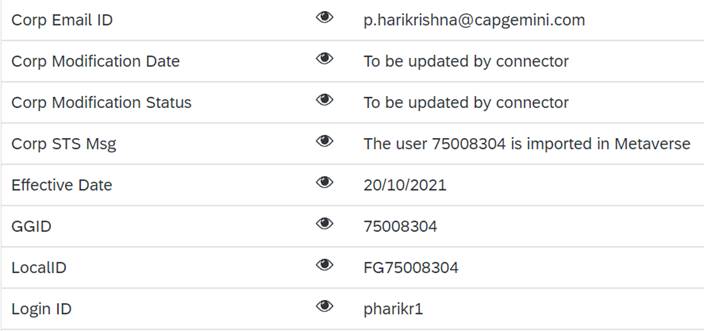 Corp Email ID p.harikrishna@capgemini.com
Corp Modification Date To be updated by connector
Corp Modification Status To be updated by connector
Corp STS Msg The user 75008304 is imported in Metaverse
Effective Date 20/10/2021
GGID 75008304
LocalID FG75008304
Login ID pharikr1